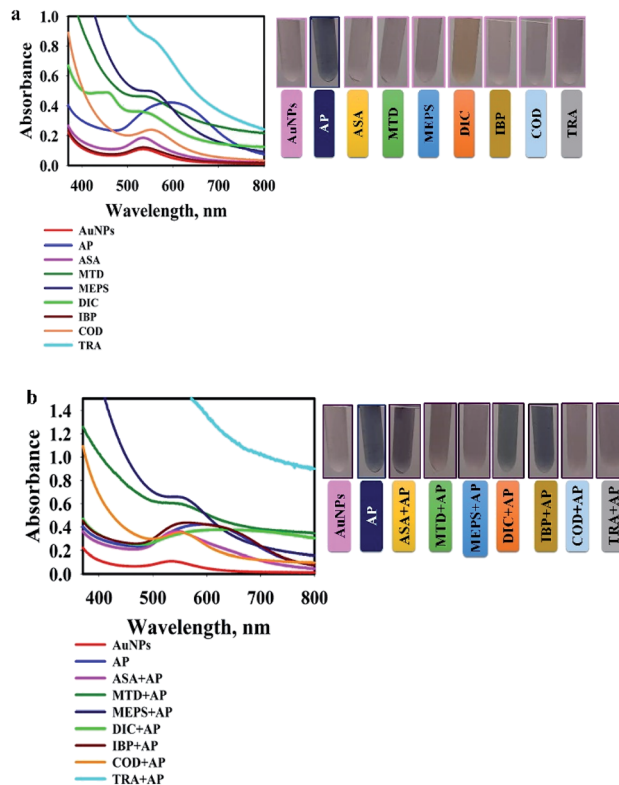 a
1.0
0.8
0.6
0.4
0.2
0.0
Absorbance
400 500 600 700 800
Wavelength, nm
AuNPs
AP
ASA
MTD
MEPS
DIC
IBP
COD
TRA
AuNPs
AP
ASA
MTD
MEPS
DIC
IBP
COD
TRA
b
1.4
1.2
1.0
0.8
0.6
0.4
0.2
0.0
Absorbance
400 500 600 700 800
Wavelength, nm
AuNPs
AP
ASA+AP
MTD+AP
MEPS+AP
DIC+AP
IBP+AP
COD+AP
TRA+AP
AuNPs
AP
ASA+AP
MTD+AP
MEPS+AP
DIC+AP
IBP+AP
COD+AP
TRA+AP